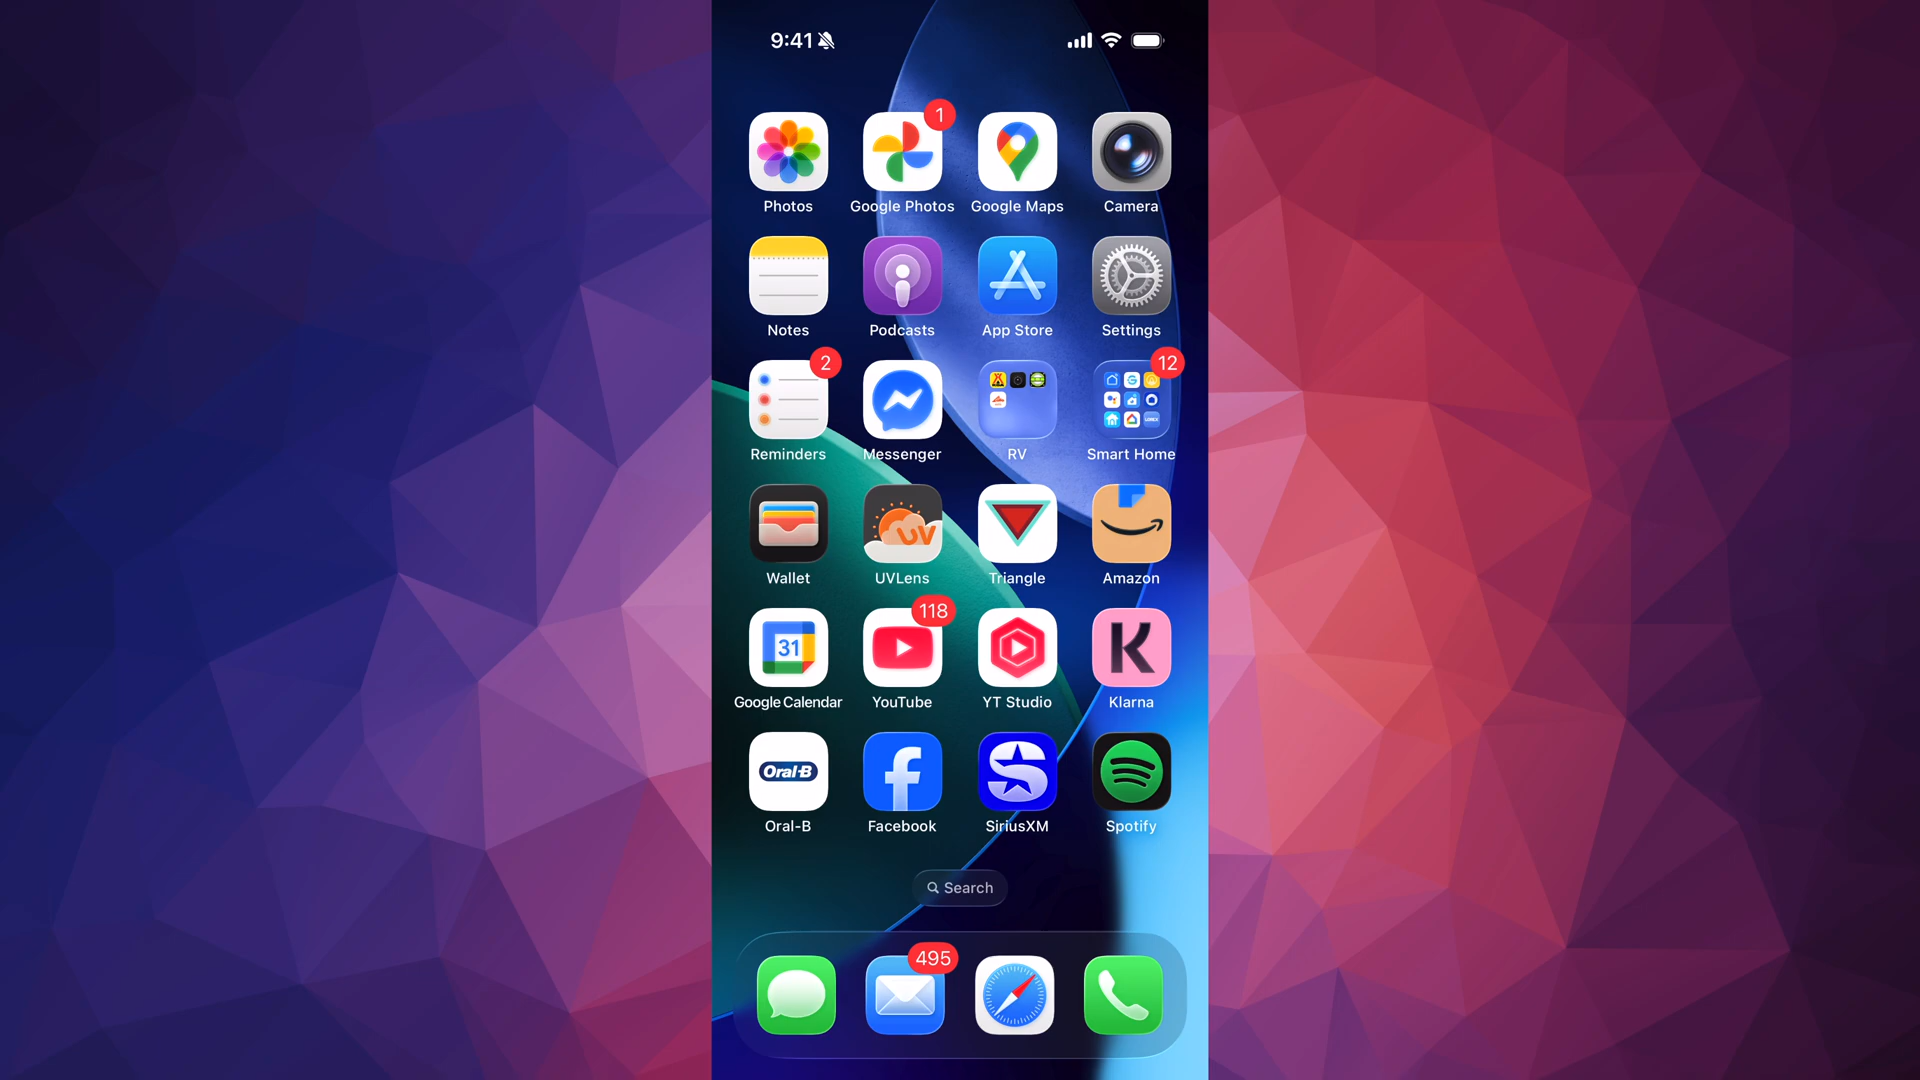 9:41
1
Photos Google Photos Google Maps Camera
Notes Podcasts App Store Settings
2 12
Reminders Messenger RV Smart Home
UV
Wallet UVLens Triangle Amazon
118
31 K
Google Calendar YouTube YT Studio Klarna
Oral-B
Oral-B Facebook SiriusXM Spotify
Search
495